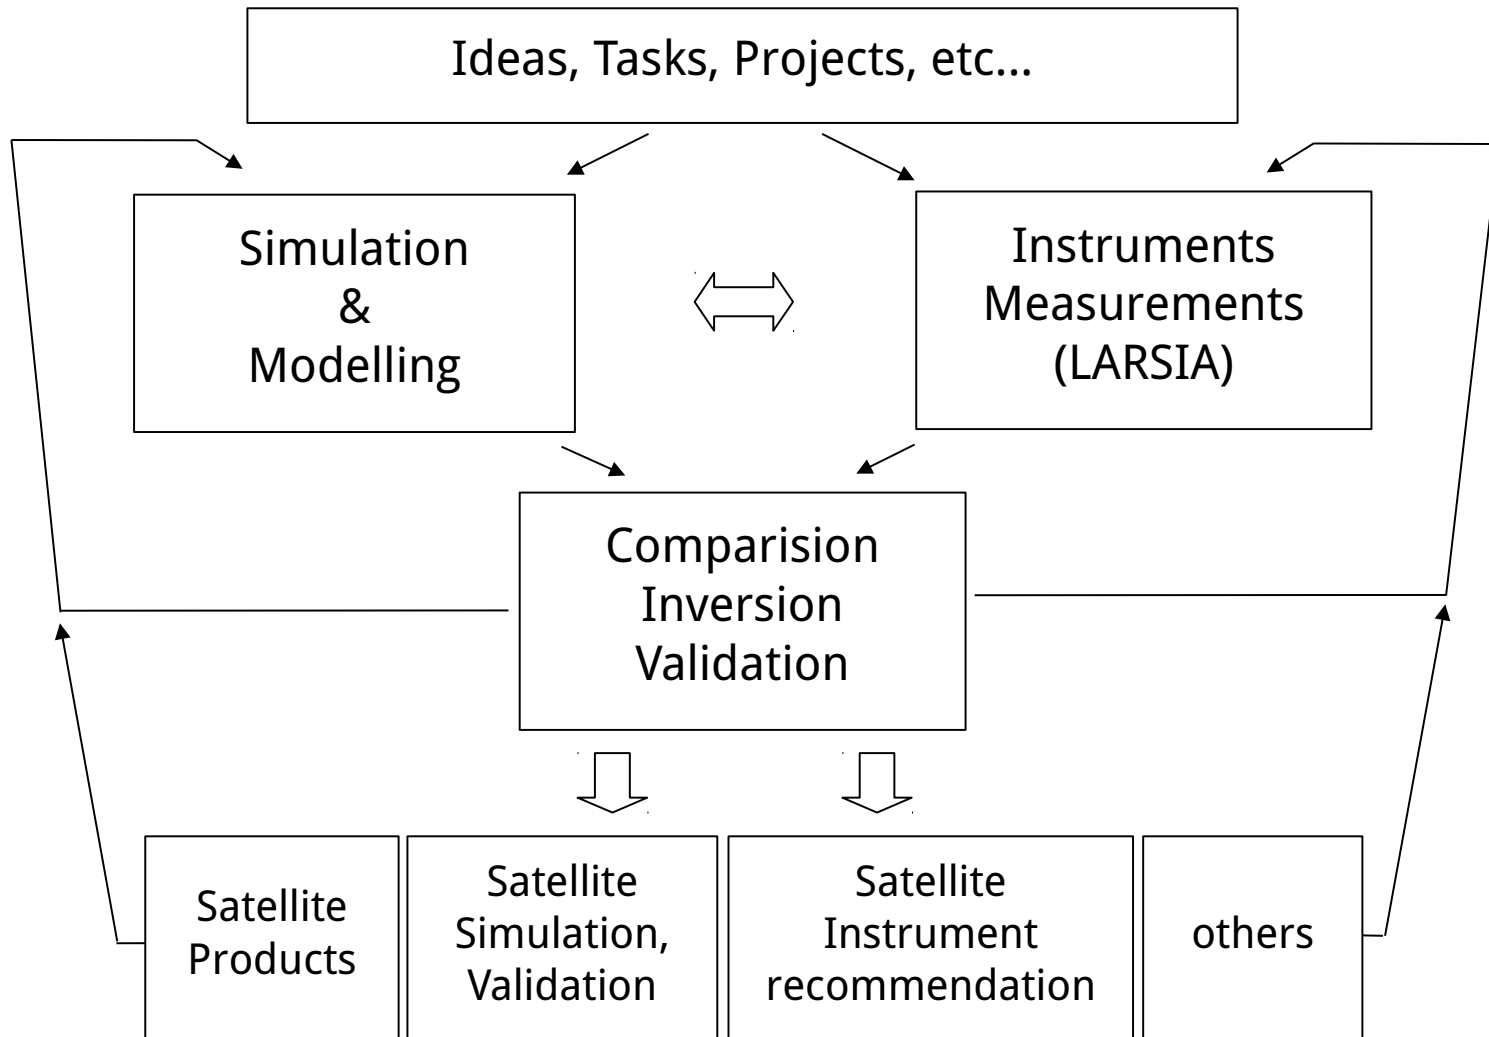 Ideas, Tasks, Projects, etc...
Simulation
&
Modelling
Instruments
Measurements
(LARSIA)
Comparision
Inversion
Validation
Satellite
Products
Satellite
Simulation,
Validation
Satellite
Instrument
recommendation
others